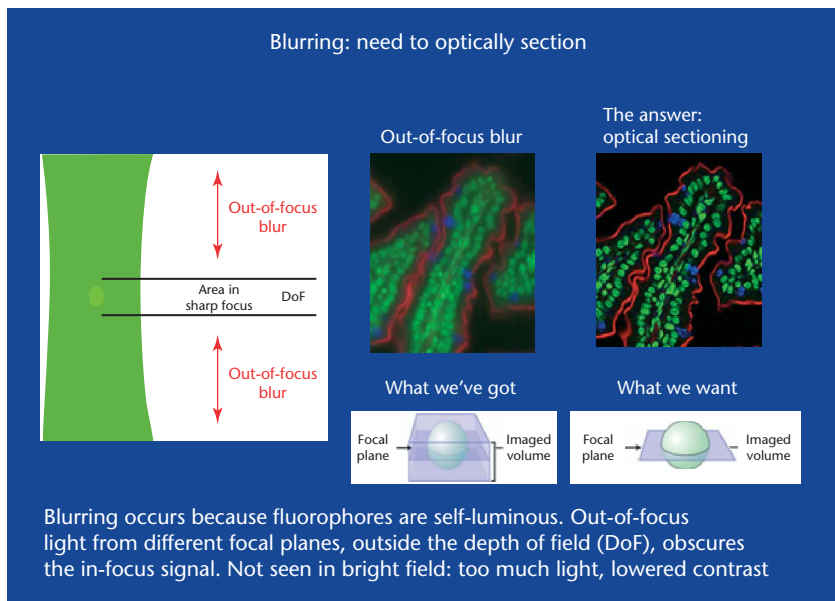 Blurring: need to optically section
Out-of-focus
blur
Area in
sharp focus
DoF
Out-of-focus
blur
Out-of-focus blur
The answer:
optical sectioning
What we've got
What we want
Focal
plane
Imaged
volume
Focal
plane
Imaged
volume
Blurring occurs because fluorophores are self-luminous. Out-of-focus
light from different focal planes, outside the depth of field (DoF), obscures
the in-focus signal. Not seen in bright field: too much light, lowered contrast